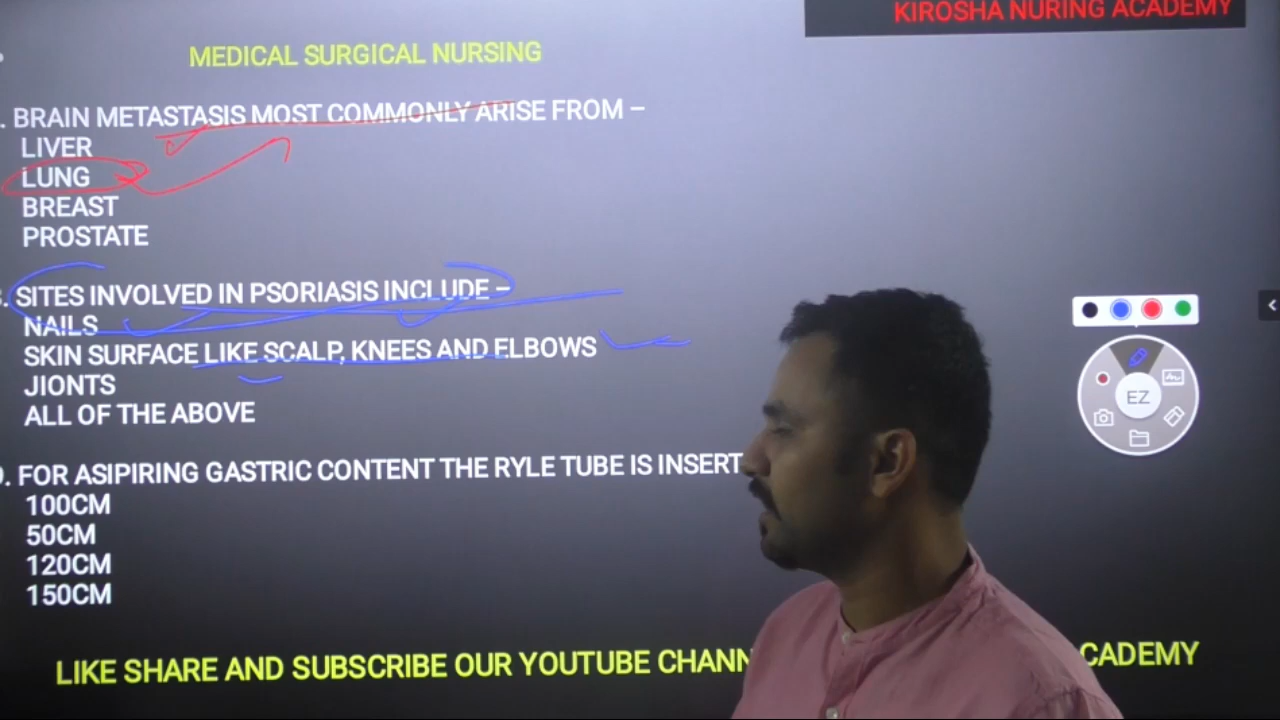 KIROSHA NURING ACADEMY
MEDICAL SURGICAL NURSING
. BRAIN METASTASIS MOST COMMONLY ARISE FROM –
LIVER
LUNG
BREAST
PROSTATE
. SITES INVOLVED IN PSORIASIS INCLUDE –
NAILS
SKIN SURFACE LIKE SCALP, KNEES AND ELBOWS
JIONTS
ALL OF THE ABOVE
. FOR ASIPIRING GASTRIC CONTENT THE RYLE TUBE IS INSERT
100CM
50CM
120CM
150CM
EZ
LIKE SHARE AND SUBSCRIBE OUR YOUTUBE CHANN CADEMY